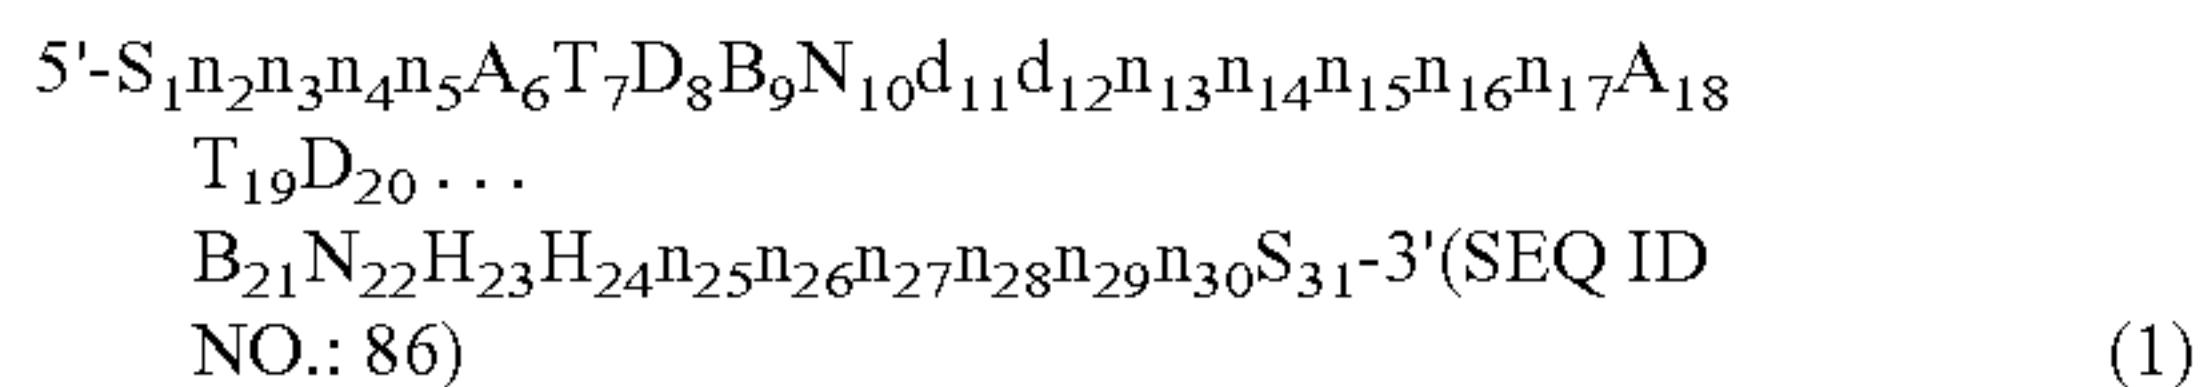 5'-S₁n₂n₃n₄n₅A₆T₇D₈B₉N₁₀d₁₁d₁₂n₁₃n₁₄n₁₅n₁₆n₁₇A₁₈
T₁₉D₂₀ . . .
B₂₁N₂₂H₂₃H₂₄n₂₅n₂₆n₂₇n₂₈n₂₉n₃₀S₃₁-3'(SEQ ID
NO.: 86) (1)